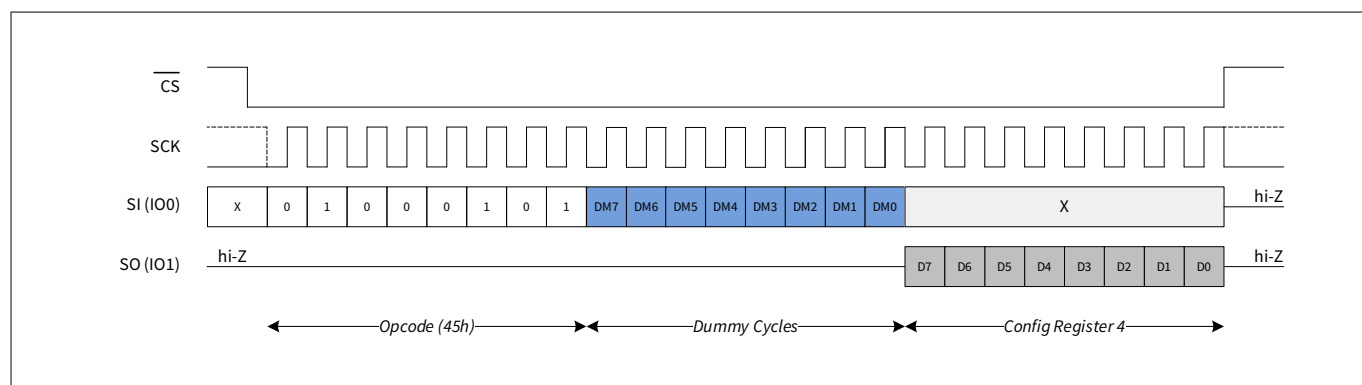 CS
SCK
SI (IO0) X 0 1 0 0 0 1 0 1 DM7 DM6 DM5 DM4 DM3 DM2 DM1 DM0 X hi-Z
SO (IO1) hi-Z D7 D6 D5 D4 D3 D2 D1 D0 hi-Z
Opcode (45h) Dummy Cycles Config Register 4